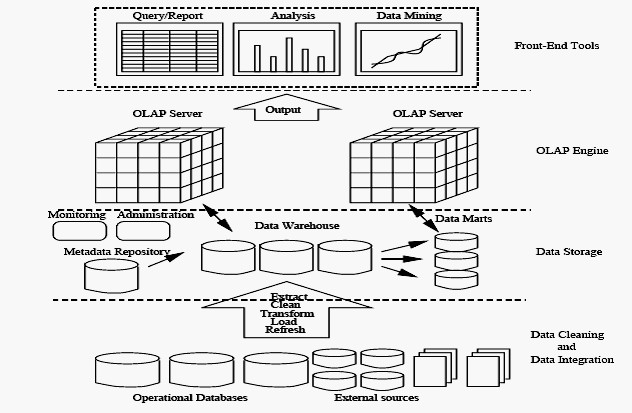 Query/Report
Analysis
Data Mining
Front-End Tools
Output
OLAP Server
OLAP Server
OLAP Engine
Monitoring
Administration
Data Warehouse
Data Marts
Metadata Repository
Data Storage
Extract
Clean
Transform
Load
Refresh
Data Cleaning
and
Data Integration
Operational Databases
External sources